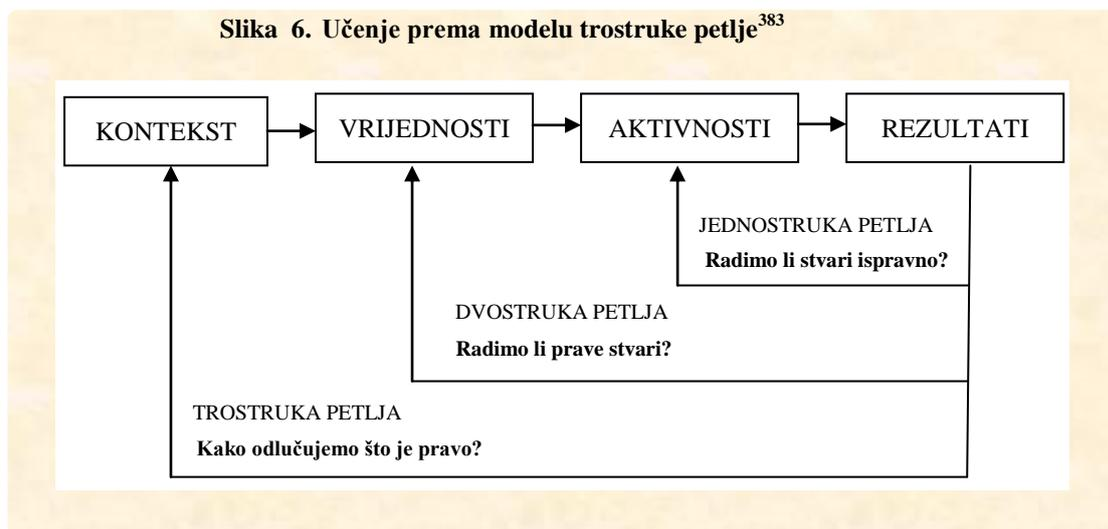 Slika 6. Učenje prema modelu trostruke petlje383
KONTEKST
VRIJEDNOSTI
AKTIVNOSTI
REZULTATI
JEDNOSTRUKA PETLJA
Radimo li stvari ispravno?
DVOSTRUKA PETLJA
Radimo li prave stvari?
TROSTRUKA PETLJA
Kako odlučujemo što je pravo?